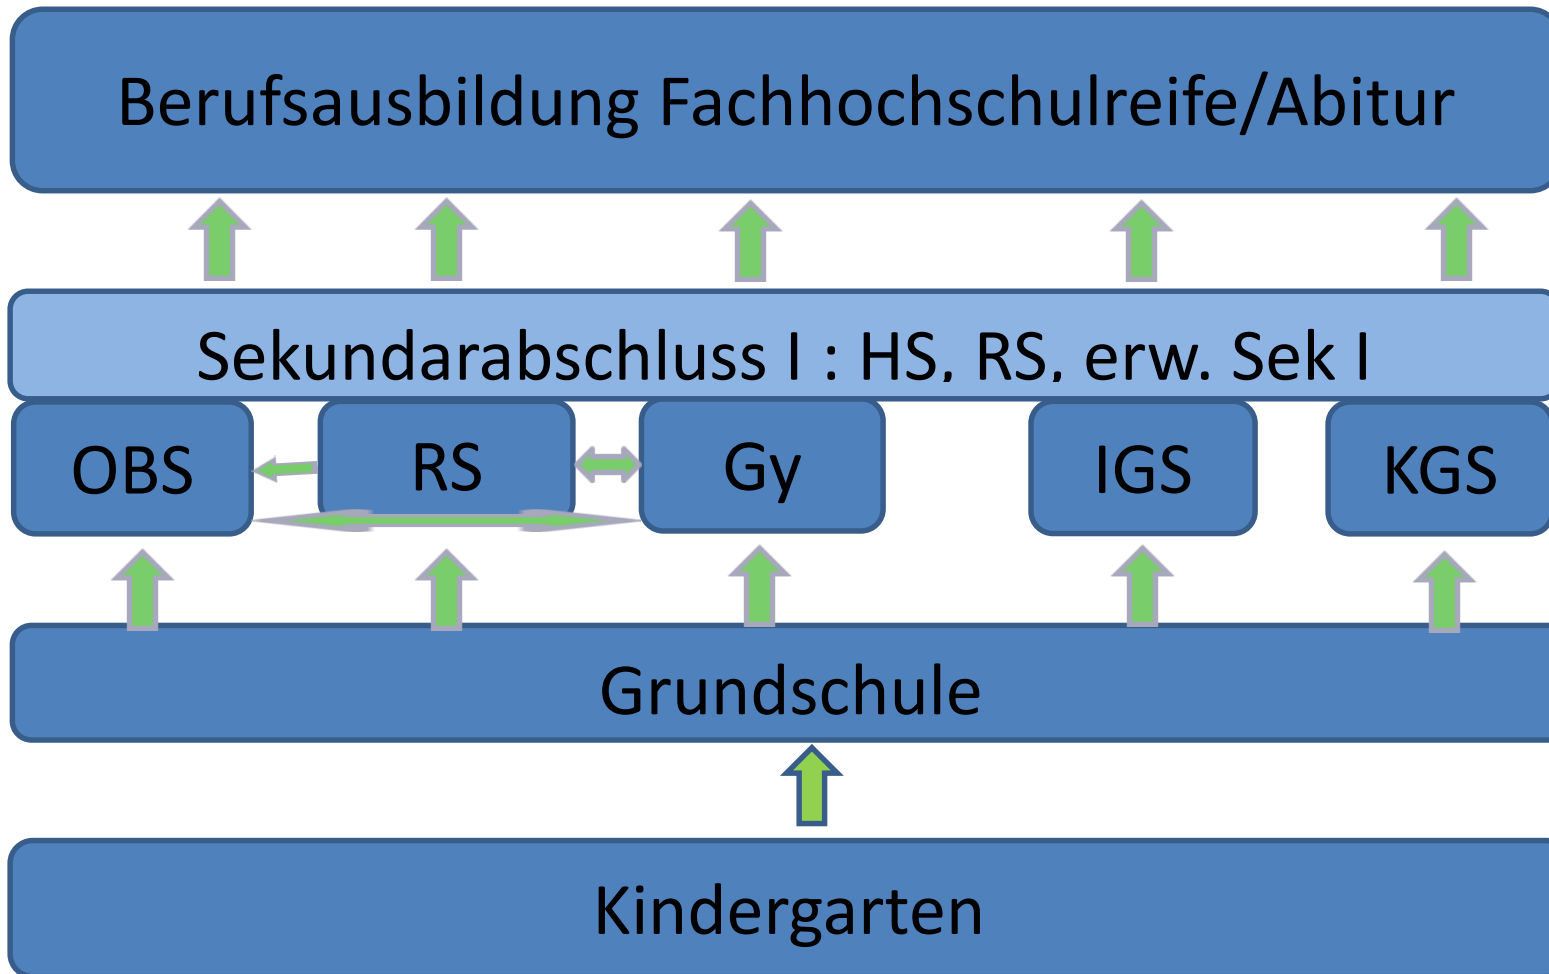 Berufsausbildung Fachhochschulreife/Abitur
Sekundarabschluss I : HS, RS, erw. Sek I
OBS RS Gy IGS KGS
Grundschule
Kindergarten